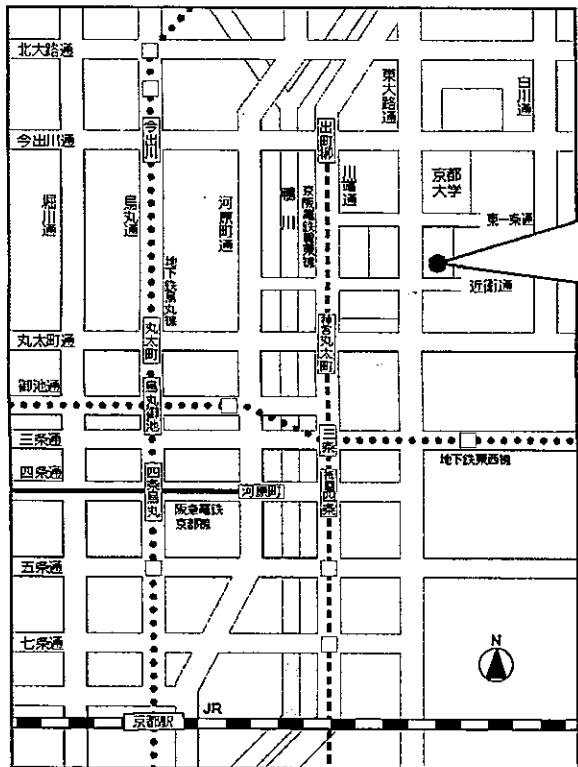 北大路通
東大路通
白川通
今出川通
今出川
出町柳
堀川通
烏丸通
河原町通
鴨川
京阪電鉄鴨東線
川端通
京都
大学
東一条通
近衛通
地下鉄烏丸線
丸太町通
丸太町
神宮丸太町
御池通
烏丸御池
三条通
三条
地下鉄東西線
四条通
四条烏丸
河原町
祇園四条
阪急電鉄
京都線
五条通
七条通
N
JR
京都駅